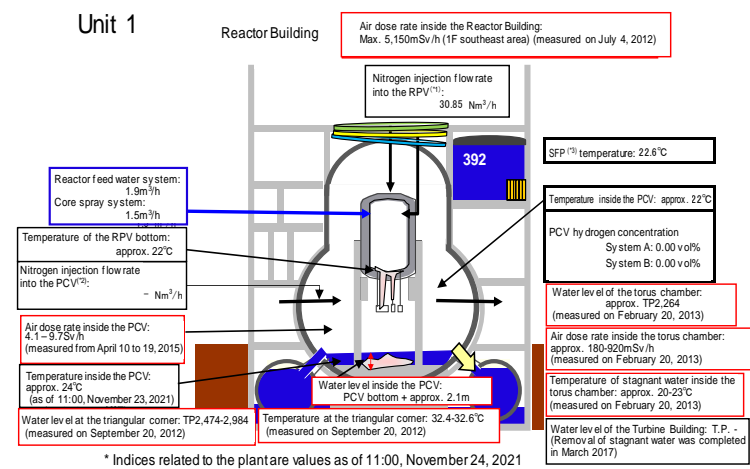 Unit 1
Reactor Building
Air dose rate inside the Reactor Building:
Max. 5,150mSv/h (1F southeast area) (measured on July 4, 2012)
Nitrogen injection flow rate
into the RPV(*1):
30.85 Nm3/h
392
SFP (*3) temperature: 22.6℃
Reactor feed water system:
1.9m3/h
Core spray system:
1.5m3/h
Temperature of the RPV bottom:
approx. 22℃
Nitrogen injection flow rate
into the PCV(*2):
－ Nm3/h
Air dose rate inside the PCV:
4.1－9.7Sv/h
(measured from April 10 to 19, 2015)
Temperature inside the PCV:
approx. 24℃
(as of 11:00, November 23, 2021)
Water level at the triangular corner: TP2,474-2,984
(measured on September 20, 2012)
Temperature inside the PCV: approx. 22℃
PCV hydrogen concentration
System A: 0.00 vol%
System B: 0.00 vol%
Water level of the torus chamber:
approx. TP2,264
(measured on February 20, 2013)
Air dose rate inside the torus chamber:
approx. 180-920mSv/h
(measured on February 20, 2013)
Temperature of stagnant water inside the
torus chamber: approx. 20-23℃
(measured on February 20, 2013)
Water level inside the PCV:
PCV bottom + approx. 2.1m
Temperature at the triangular corner: 32.4-32.6℃
(measured on September 20, 2012)
Water level of the Turbine Building: T.P. -
(Removal of stagnant water was completed
in March 2017)
* Indices related to the plant are values as of 11:00, November 24, 2021